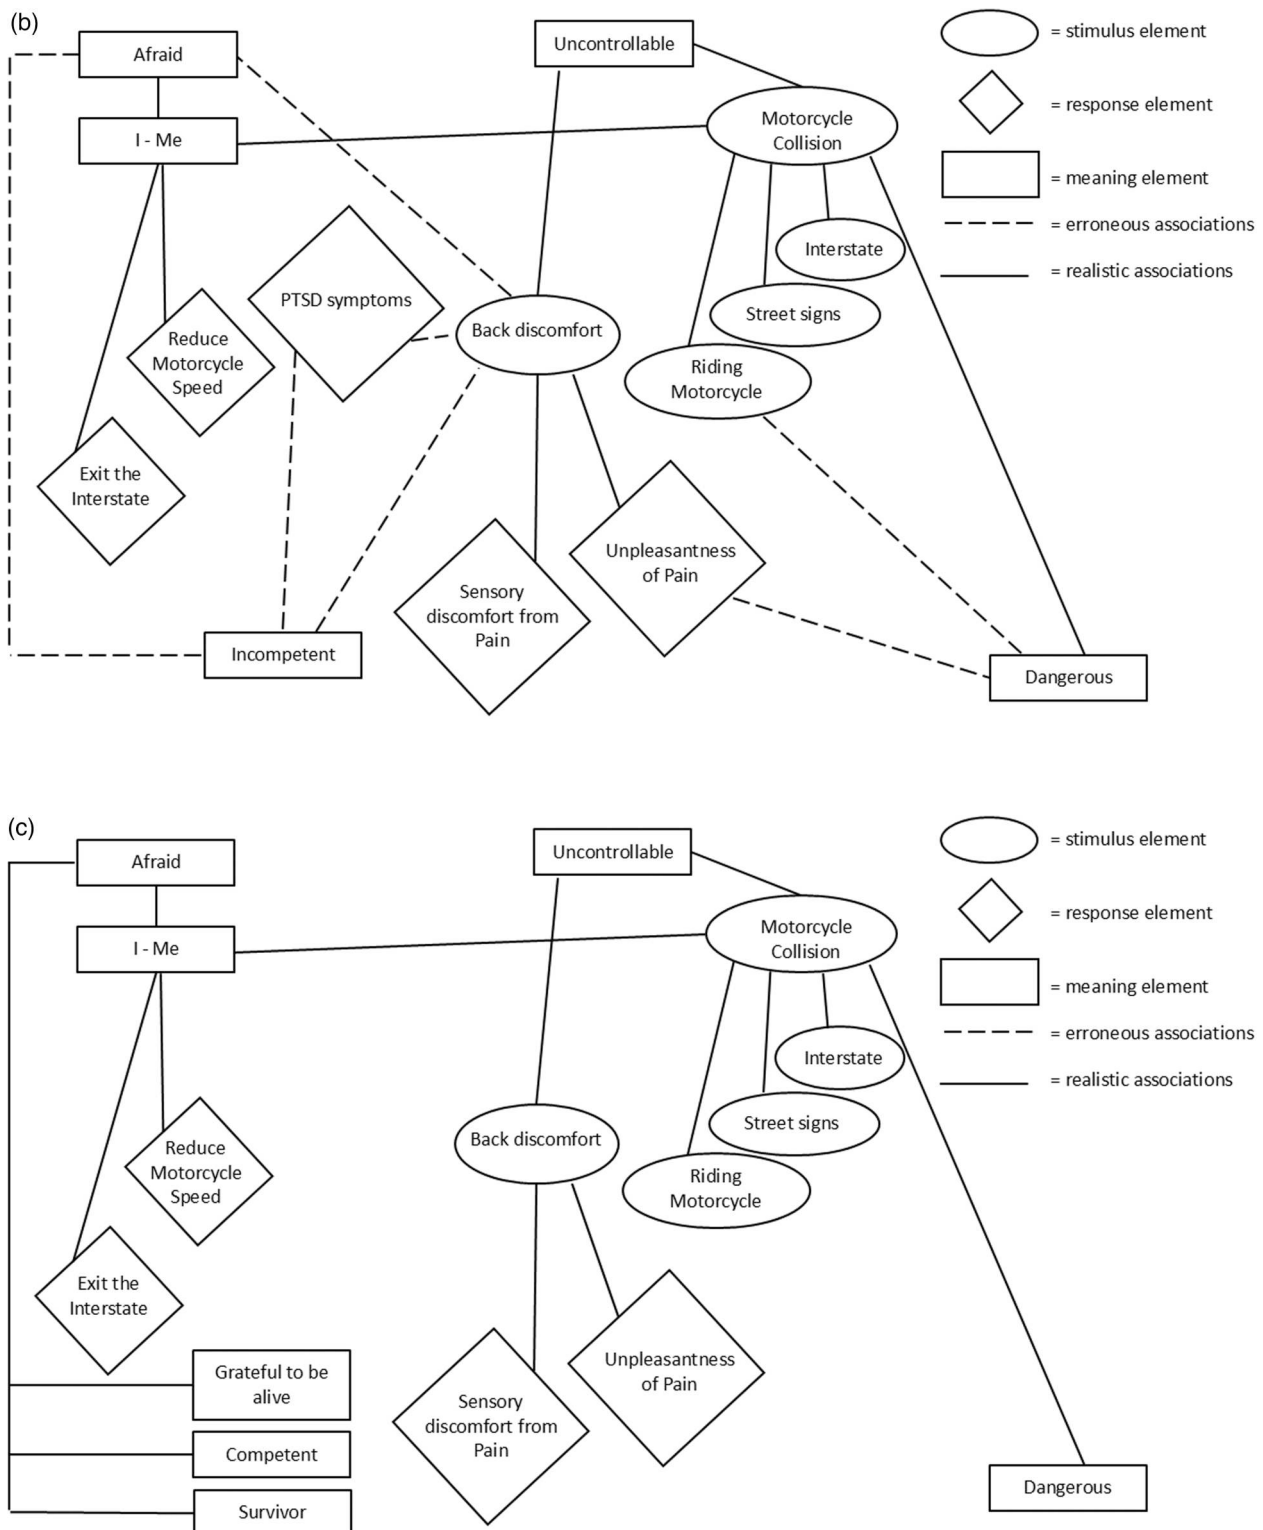 (b)
Afraid
Uncontrollable
= stimulus element
I - Me
Motorcycle
Collision
= response element
= meaning element
= erroneous associations
= realistic associations
Interstate
PTSD symptoms
Street signs
Back discomfort
Reduce
Motorcycle
Speed
Riding
Motorcycle
Exit the
Interstate
Unpleasantness
of Pain
Sensory
discomfort from
Pain
Incompetent
Dangerous
(c)
Afraid
Uncontrollable
= stimulus element
I - Me
Motorcycle
Collision
= response element
= meaning element
= erroneous associations
= realistic associations
Interstate
Street signs
Back discomfort
Reduce
Motorcycle
Speed
Riding
Motorcycle
Exit the
Interstate
Unpleasantness
of Pain
Grateful to be
alive
Sensory
discomfort from
Pain
Competent
Survivor
Dangerous